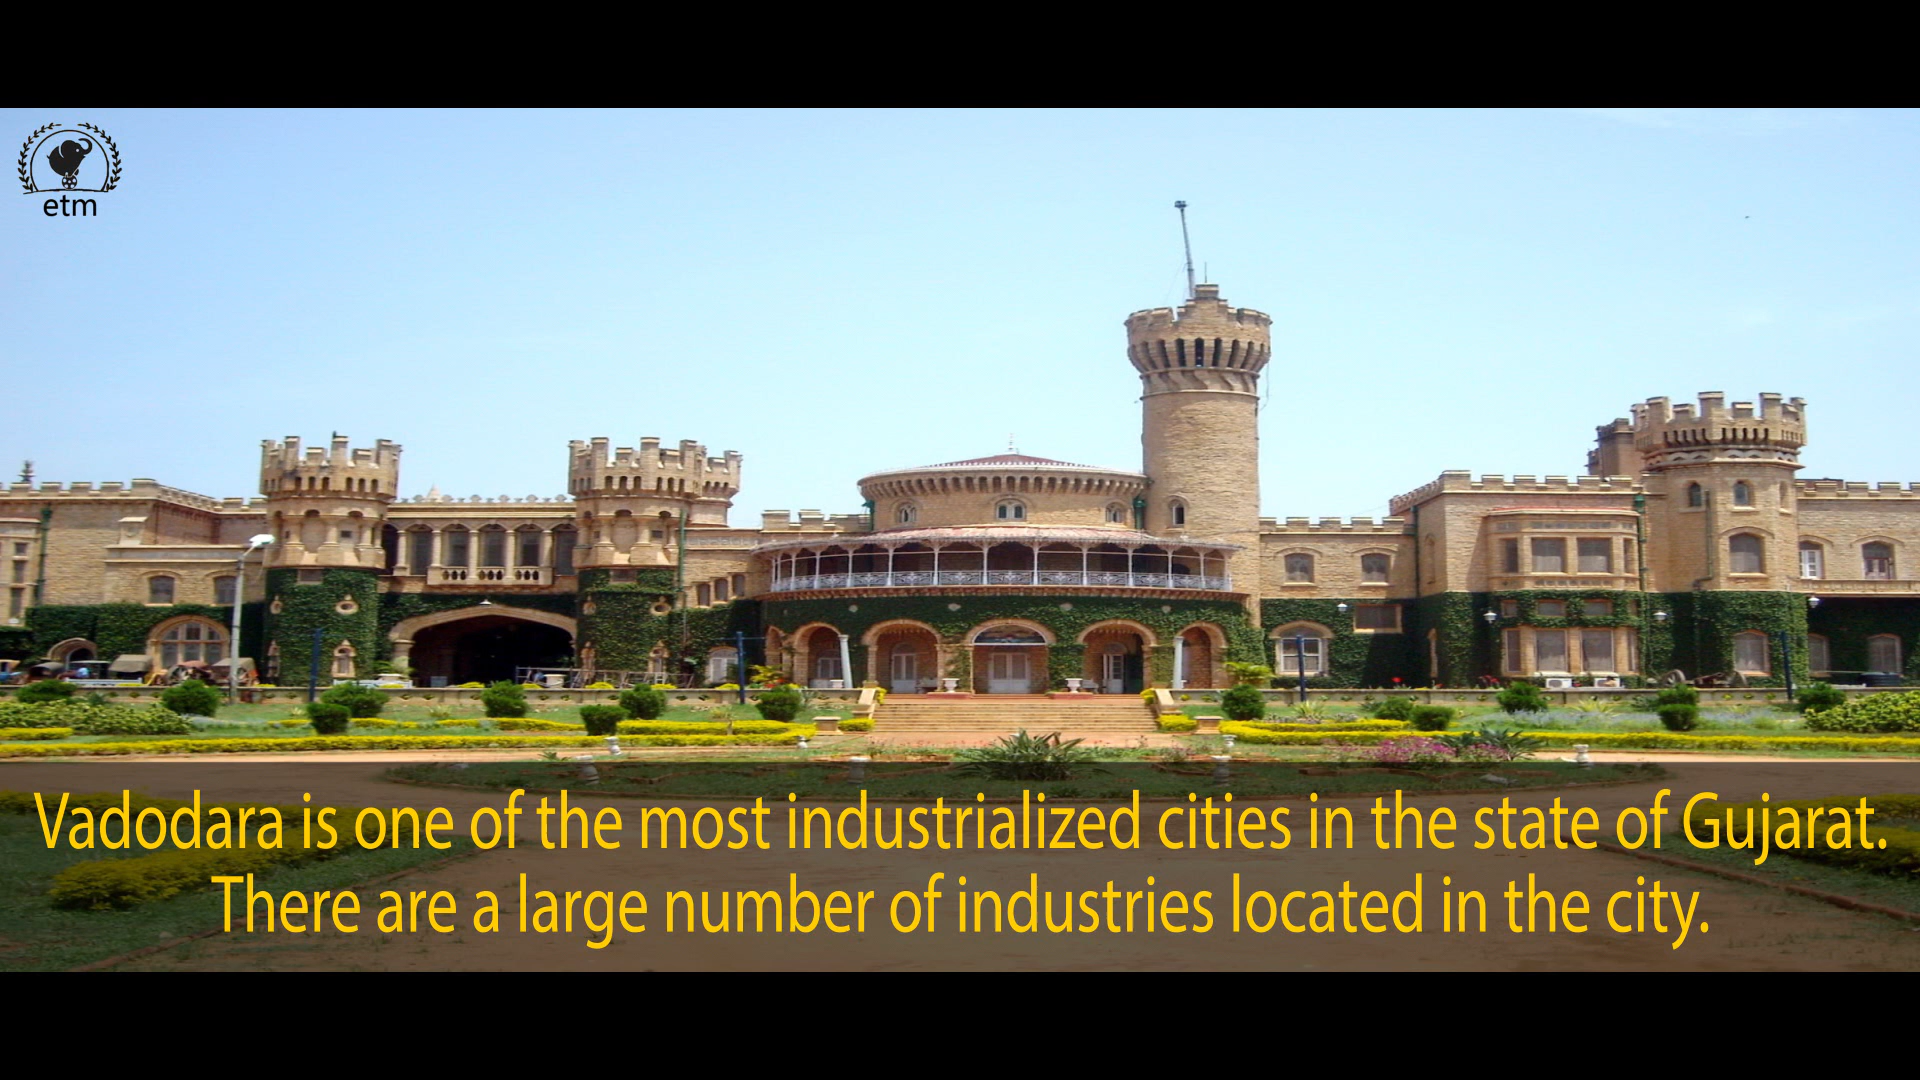 etm
Vadodara is one of the most industrialized cities in the state of Gujarat.
There are a large number of industries located in the city.